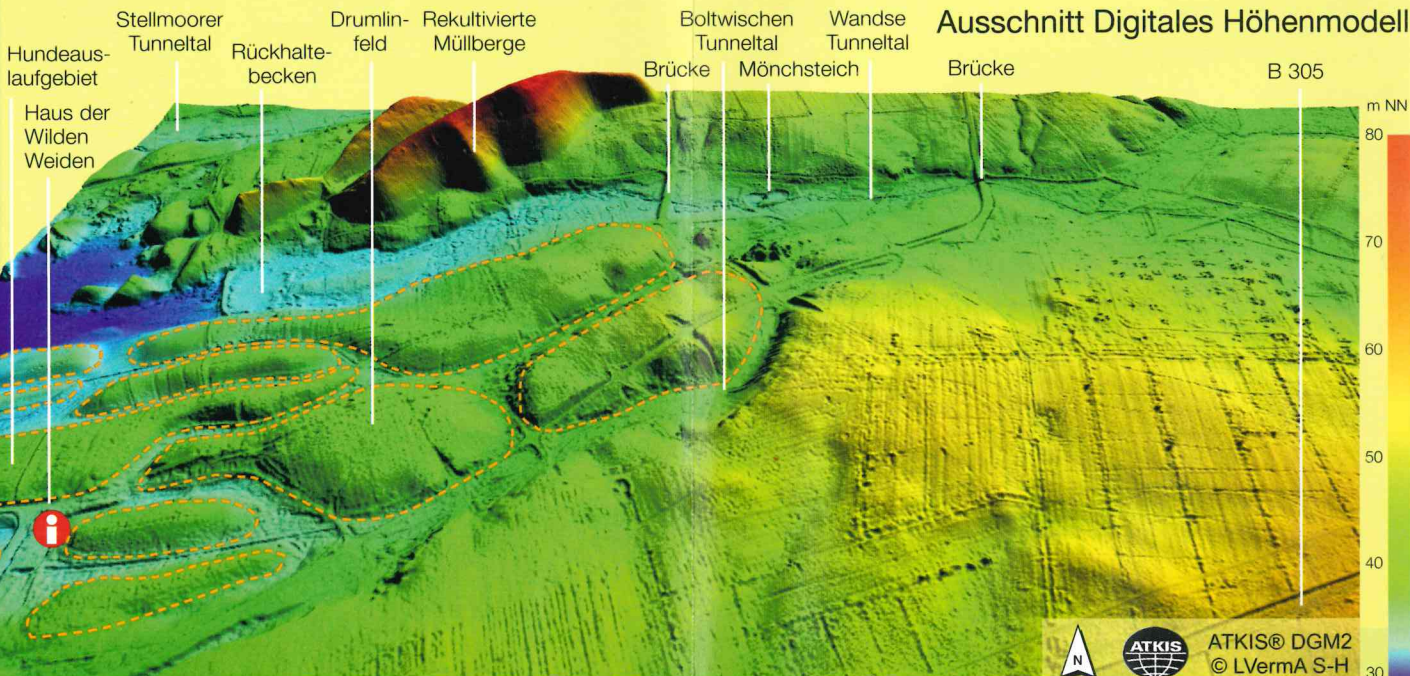 Ausschnitt Digitales Höhenmodell
Stellmoorer
Tunneltal
Drumlin-
feld
Rekultivierte
Müllberge
Boltwischen
Tunneltal
Wandse
Tunneltal
Hundeaus-
laufgebiet
Rückhalte-
becken
Brücke
Mönchsteich
Brücke
B 305
Haus der
Wilden
Weiden
m NN
80
70
60
50
40
30
i
N
ATKIS
ATKIS® DGM2
© LVermA S-H